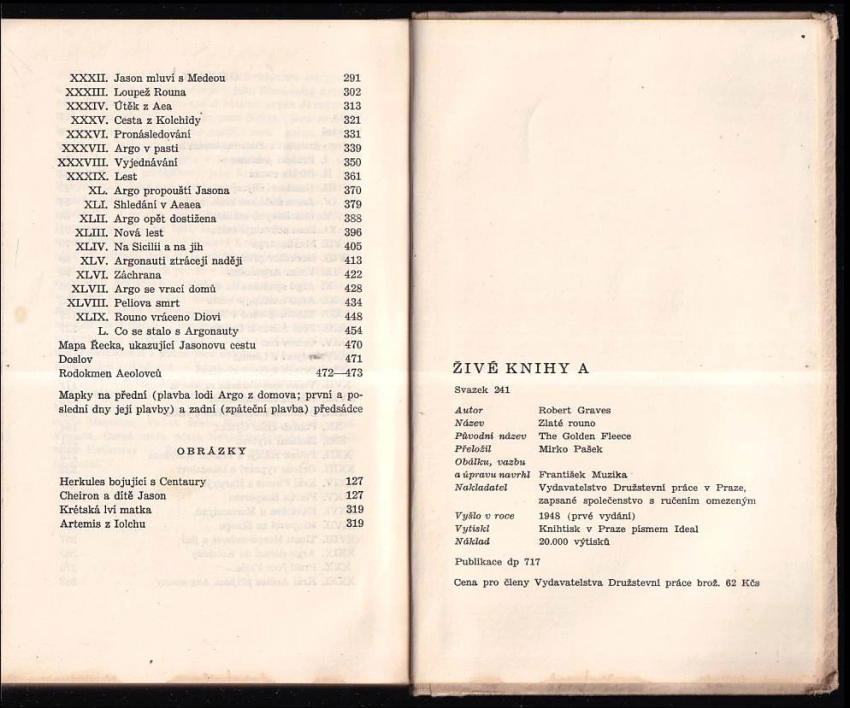 XXXII. Jason mluví s Medeou 291
XXXIII. Loupež Rouna 302
XXXIV. Útěk z Aea 313
XXXV. Cesta z Kolchidy 321
XXXVI. Pronásledování 331
XXXVII. Argo v pasti 339
XXXVIII. Vyjednávání 350
XXXIX. Lest 361
XL. Argo propouští Jasona 370
XLI. Shledání v Aeaea 379
XLII. Argo opět dostižena 388
XLIII. Nová lest 396
XLIV. Na Sicilii a na jih 405
XLV. Argonauti ztrácejí naději 413
XLVI. Záchrana 422
XLVII. Argo se vrací domů 428
XLVIII. Peliova smrt 434
XLIX. Rouno vráceno Diovi 448
L. Co se stalo s Argonauty 454
Mapa Řecka, ukazující Jasonovu cestu 470
Doslov 471
Rodokmen Aeolovců 472—473
Mapky na přední (plavba lodi Argo z domova; první a po-
slední dny její plavby) a zadní (zpáteční plavba) předsádce
OBRÁZKY
Herkules bojující s Centaury 127
Cheiron a dítě Jason 127
Krétská lví matka 319
Artemis z Iolchu 319
ŽIVÉ KNIHY A
Svazek 241
Autor Robert Graves
Název Zlaté rouno
Původní název The Golden Fleece
Přeložil Mirko Pašek
Obálku, vazbu
a úpravu navrhl František Muzika
Nakladatel Vydavatelstvo Družstevní práce v Praze,
zapsané společenstvo s ručením omezeným
Vyšlo v roce 1948 (prvé vydání)
Vytiskl Knihtisk v Praze písmem Ideal
Náklad 20.000 výtisků
Publikace dp 717
Cena pro členy Vydavatelstva Družstevní práce brož. 62 Kčs